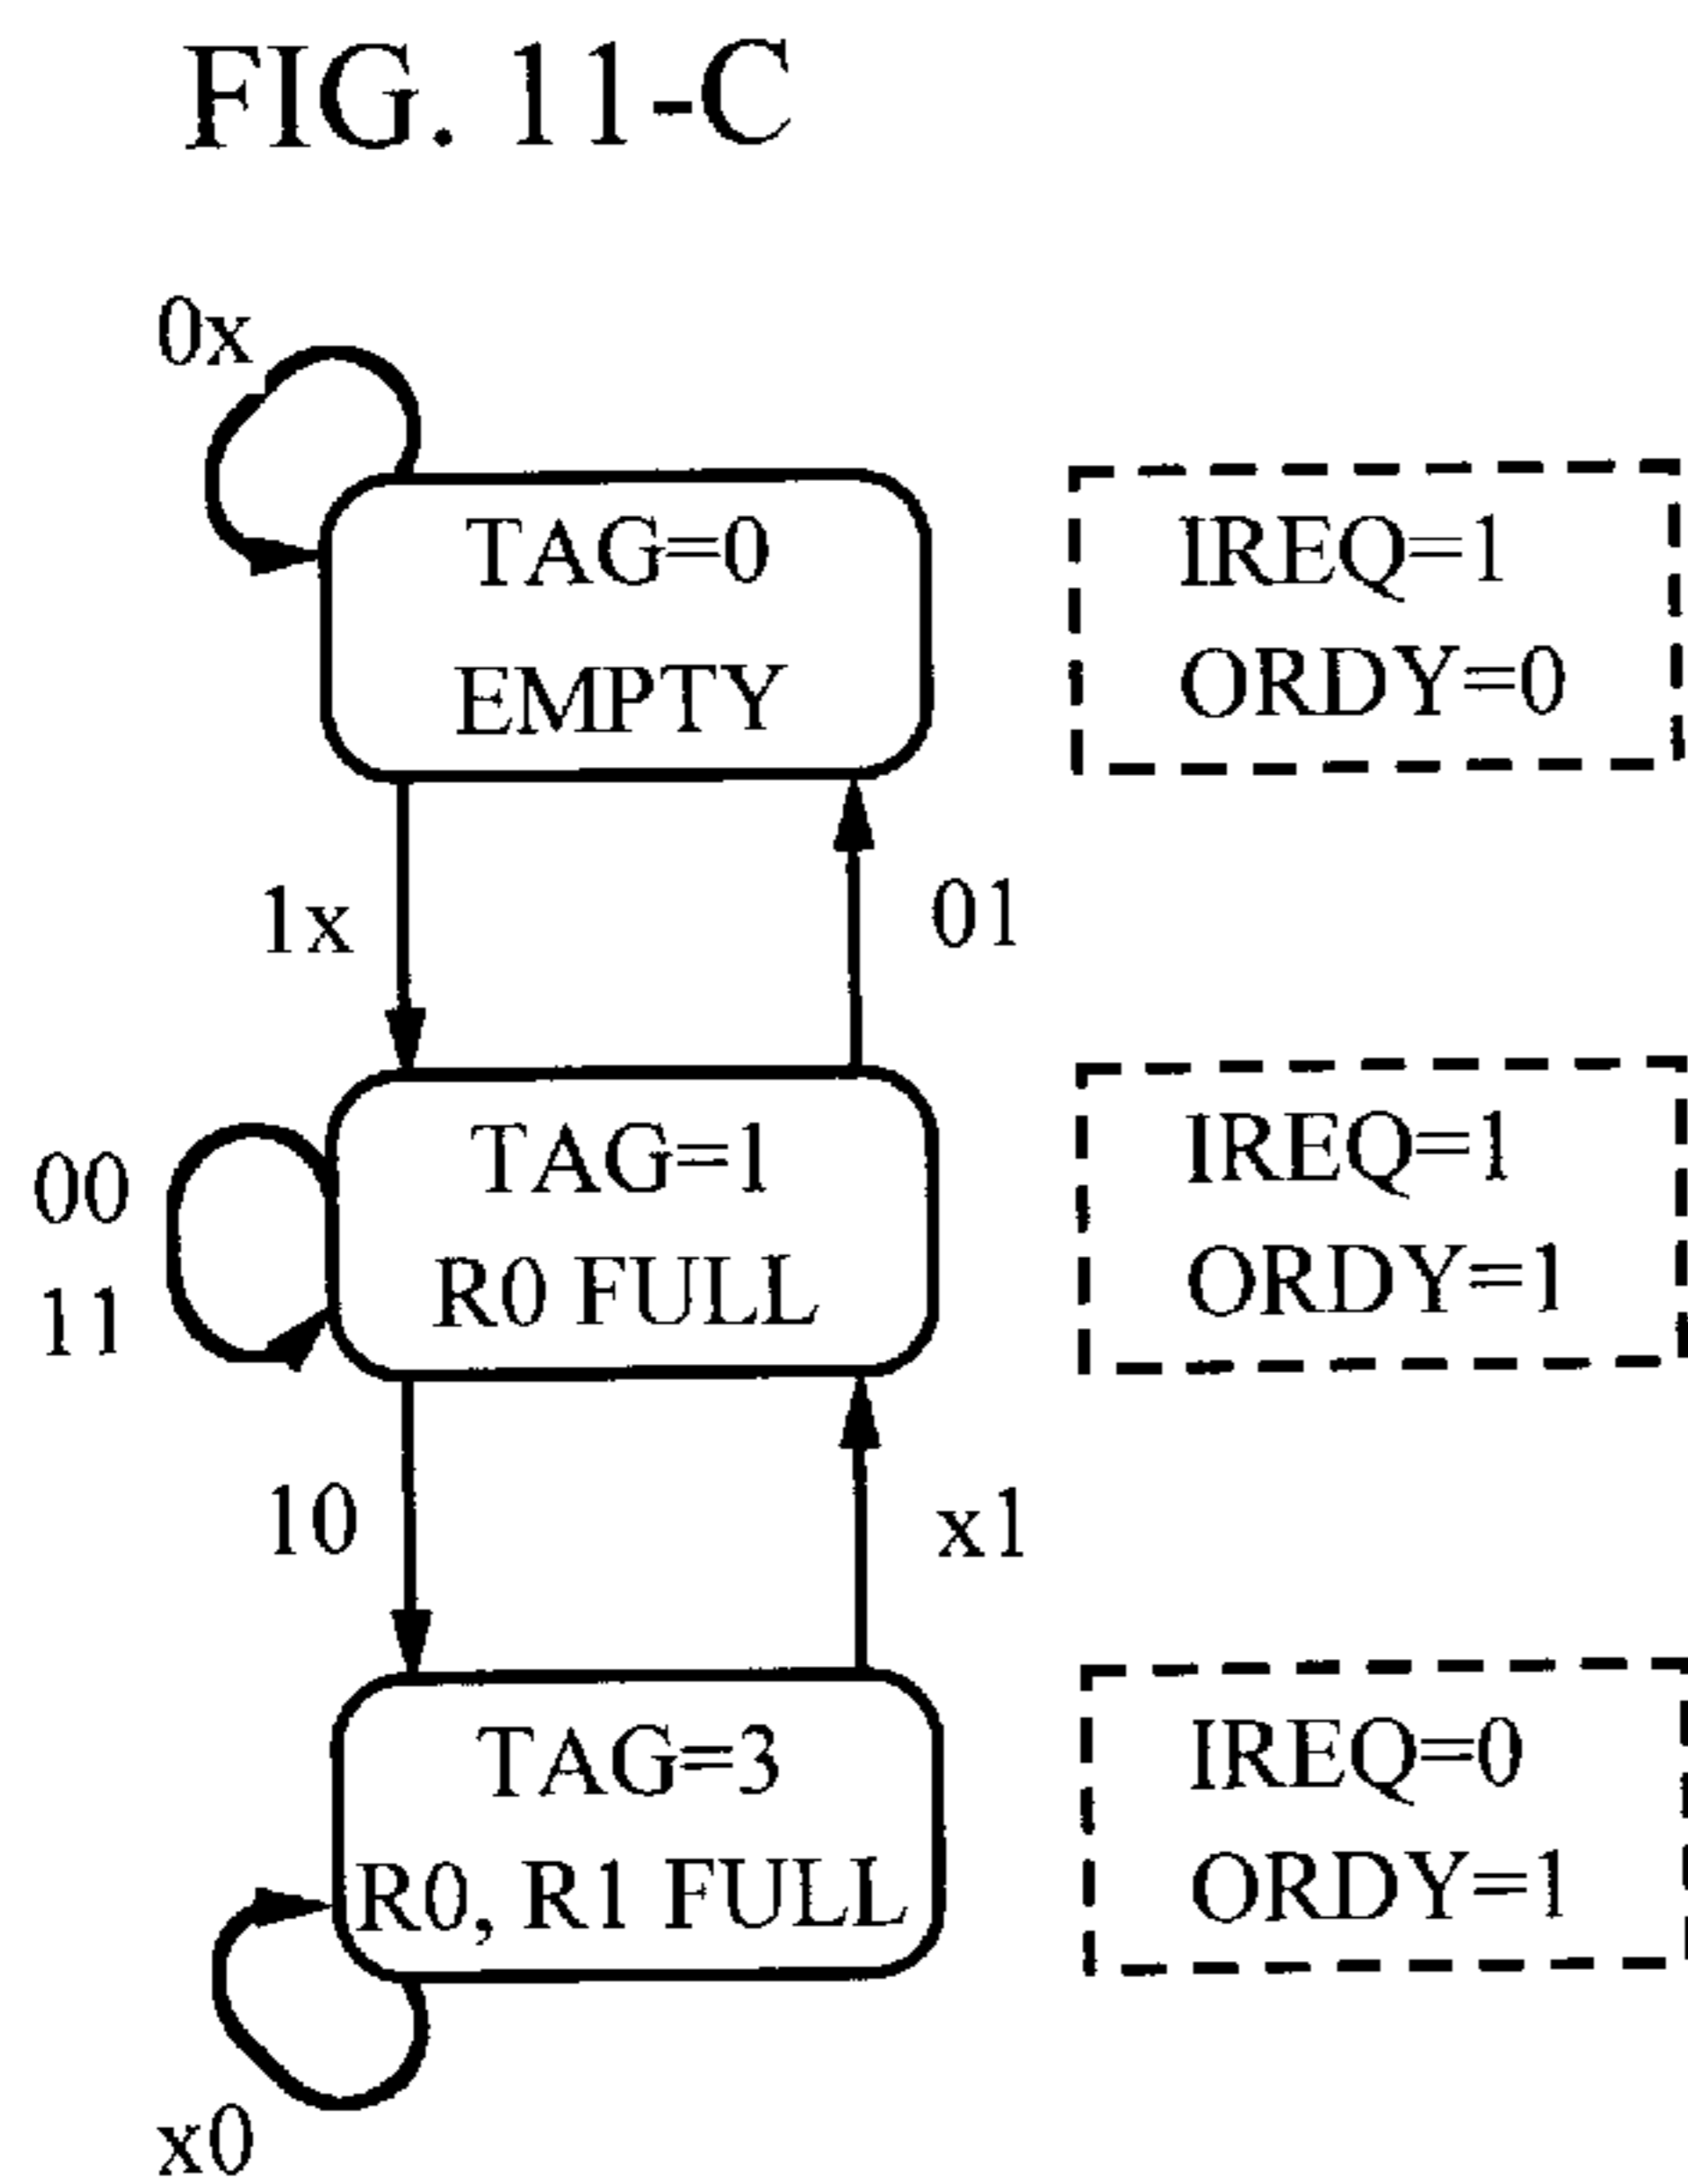 FIG. 11-C
0x
TAG=0
EMPTY
IREQ=1
ORDY=0
1x
01
00
11
TAG=1
R0 FULL
IREQ=1
ORDY=1
10
x1
TAG=3
R0, R1 FULL
IREQ=0
ORDY=1
x0